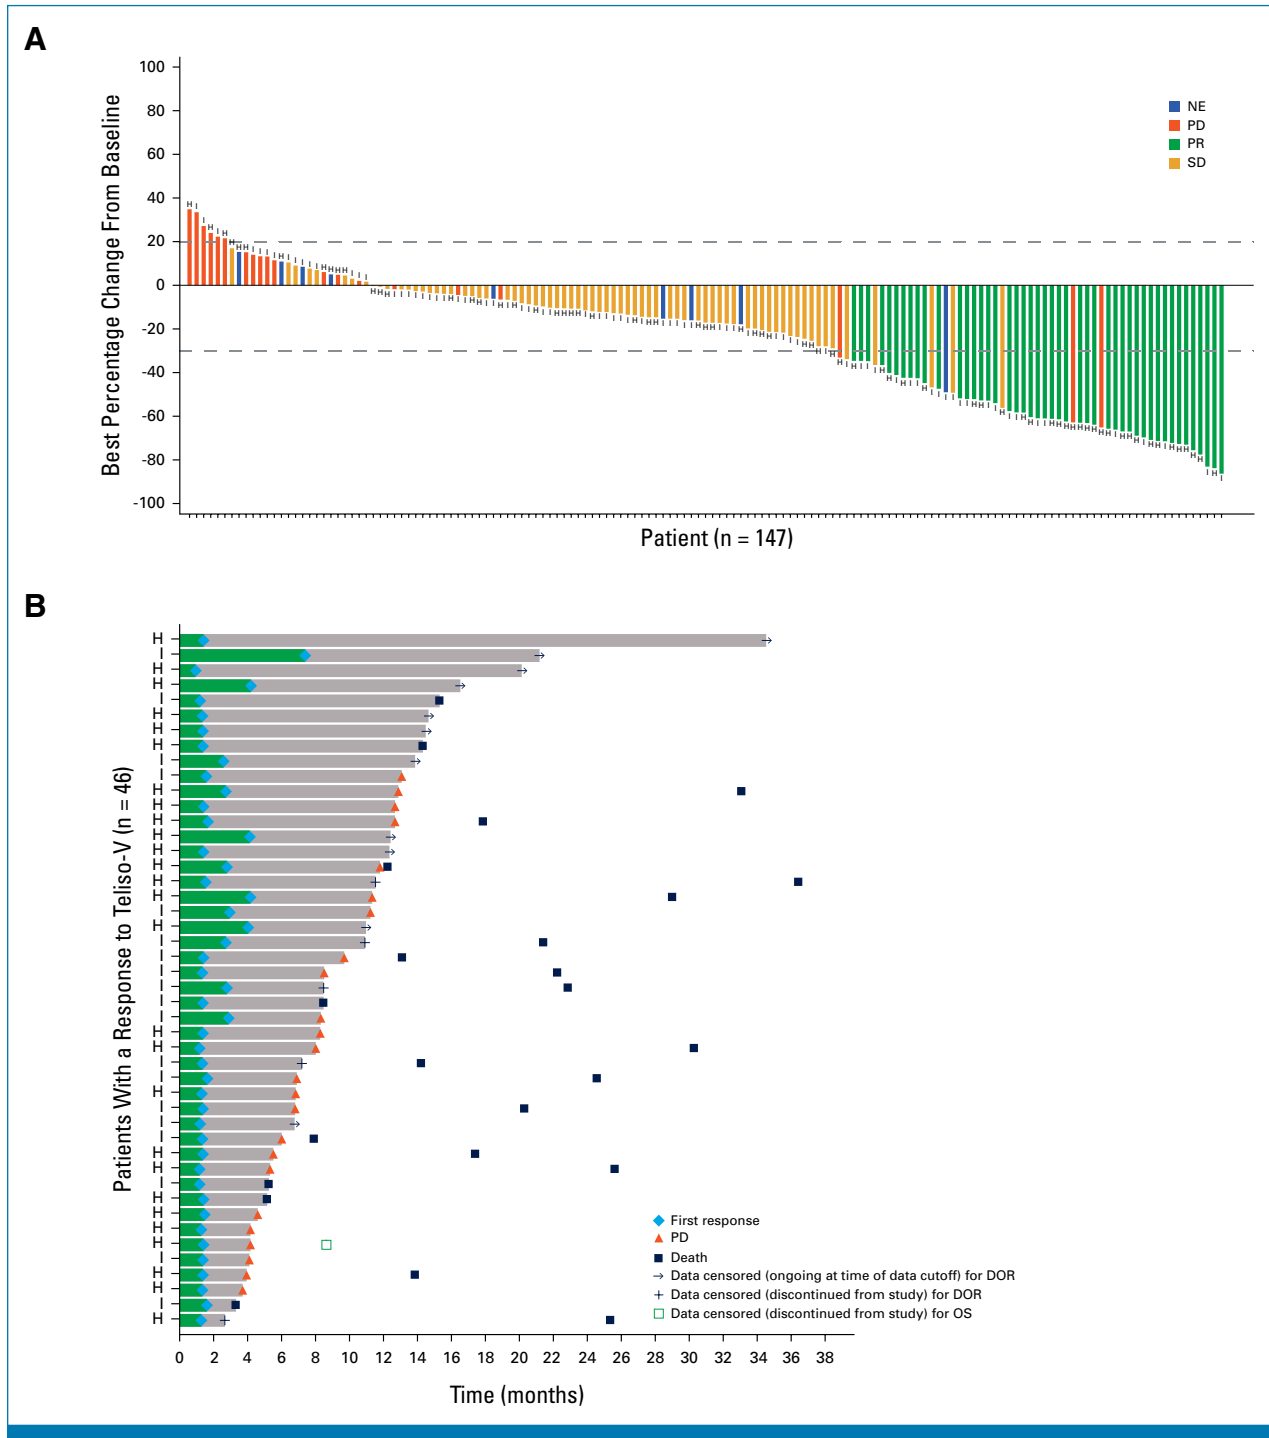 A
Best Percentage Change From Baseline
100
80
60
40
20
0
-20
-40
-60
-80
-100
NE
PD
PR
SD
Patient (n = 147)
B
Patients With a Response to Teliso-V (n = 46)
H
I
H
H
I
H
H
H
I
I
H
H
H
H
H
H
H
H
I
H
I
I
I
I
I
I
H
H
I
I
H
I
I
I
H
H
I
H
H
H
H
I
H
H
I
H
First response
PD
Death
Data censored (ongoing at time of data cutoff) for DOR
Data censored (discontinued from study) for DOR
Data censored (discontinued from study) for OS
0 2 4 6 8 10 12 14 16 18 20 22 24 26 28 30 32 34 36 38
Time (months)